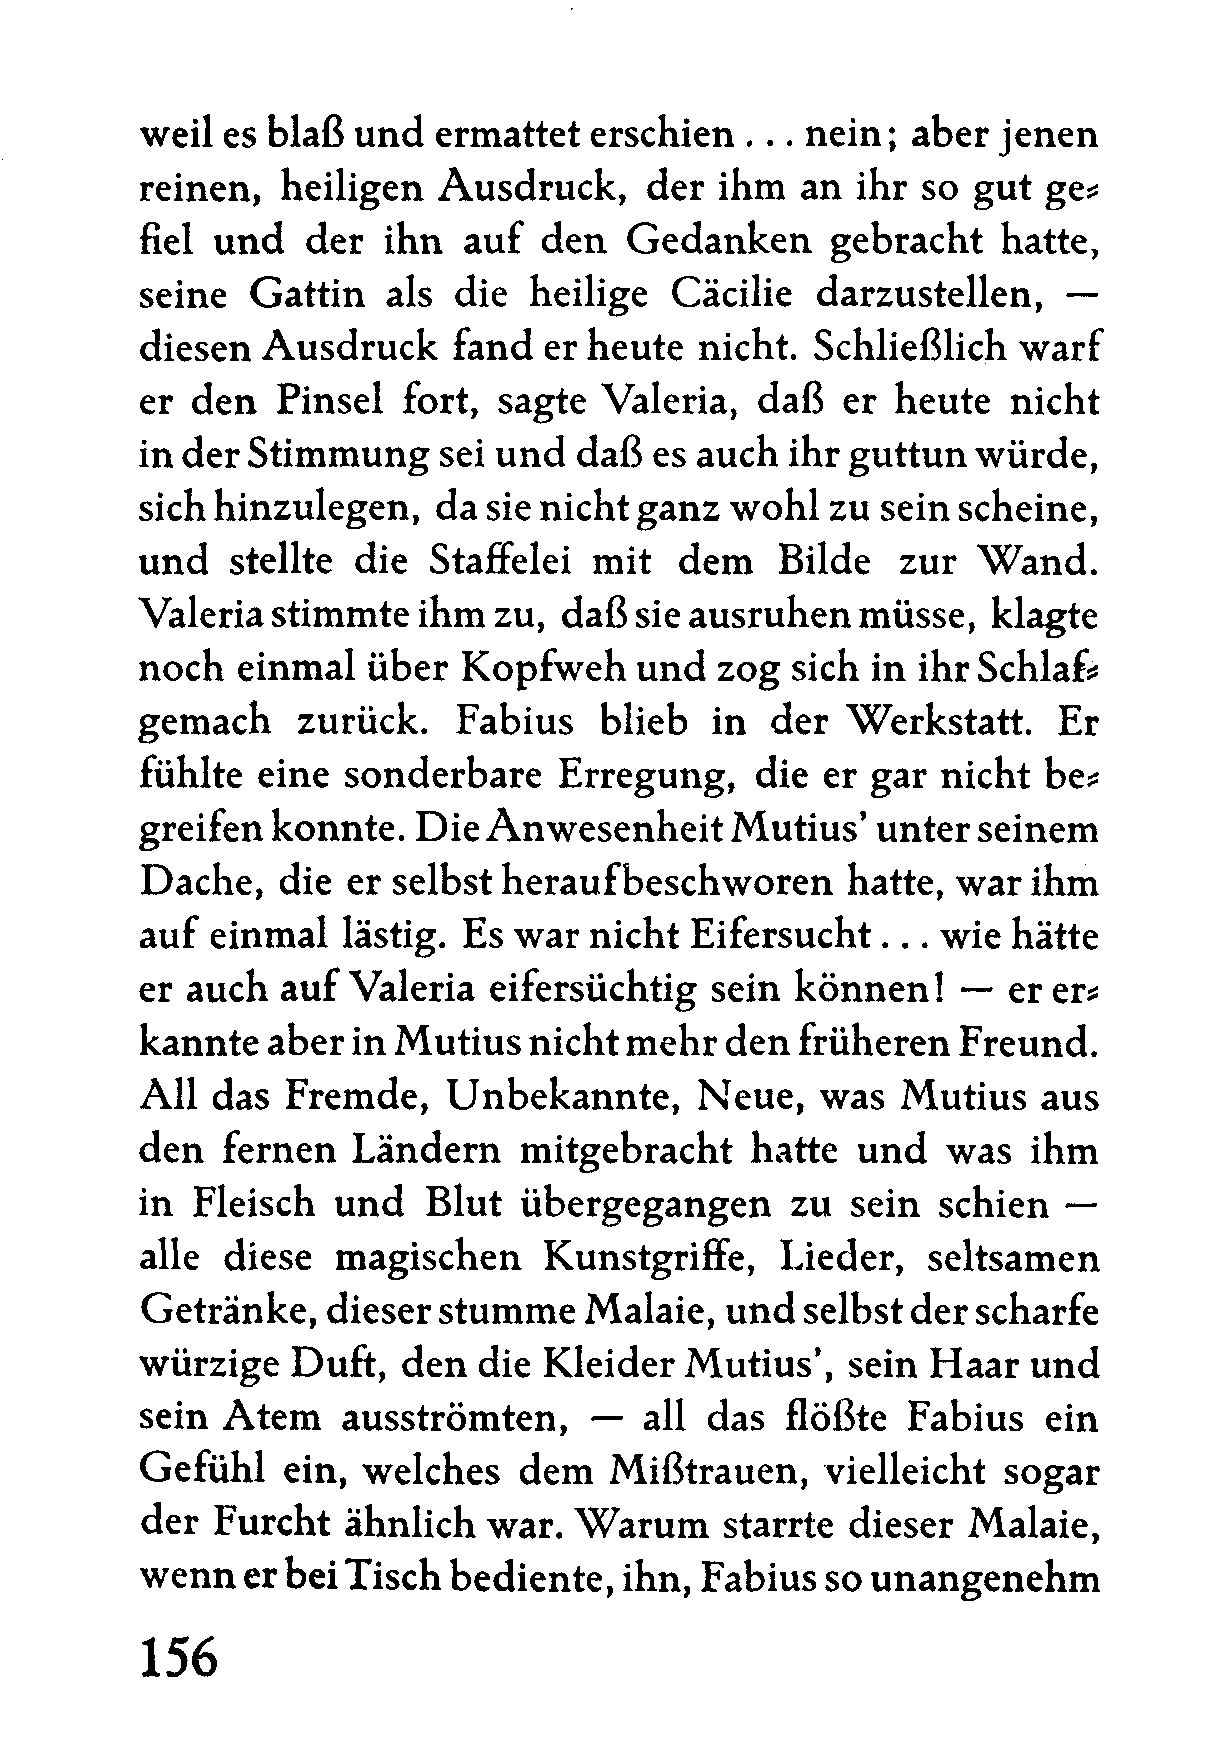 weil es blaß und ermattet erschien . . . nein; aber jenen
reinen, heiligen Ausdruck, der ihm an ihr so gut ge⸗
fiel und der ihn auf den Gedanken gebracht hatte,
seine Gattin als die heilige Cäcilie darzustellen, —
diesen Ausdruck fand er heute nicht. Schließlich warf
er den Pinsel fort, sagte Valeria, daß er heute nicht
in der Stimmung sei und daß es auch ihr guttun würde,
sich hinzulegen, da sie nicht ganz wohl zu sein scheine,
und stellte die Staffelei mit dem Bilde zur Wand.
Valeria stimmte ihm zu, daß sie ausruhen müsse, klagte
noch einmal über Kopfweh und zog sich in ihr Schlaf⸗
gemach zurück. Fabius blieb in der Werkstatt. Er
fühlte eine sonderbare Erregung, die er gar nicht be⸗
greifen konnte. Die Anwesenheit Mutius’ unter seinem
Dache, die er selbst heraufbeschworen hatte, war ihm
auf einmal lästig. Es war nicht Eifersucht . . . wie hätte
er auch auf Valeria eifersüchtig sein können! — er er⸗
kannte aber in Mutius nicht mehr den früheren Freund.
All das Fremde, Unbekannte, Neue, was Mutius aus
den fernen Ländern mitgebracht hatte und was ihm
in Fleisch und Blut übergegangen zu sein schien —
alle diese magischen Kunstgriffe, Lieder, seltsamen
Getränke, dieser stumme Malaie, und selbst der scharfe
würzige Duft, den die Kleider Mutius’, sein Haar und
sein Atem ausströmten, — all das flößte Fabius ein
Gefühl ein, welches dem Mißtrauen, vielleicht sogar
der Furcht ähnlich war. Warum starrte dieser Malaie,
wenn er bei Tisch bediente, ihn, Fabius so unangenehm
156